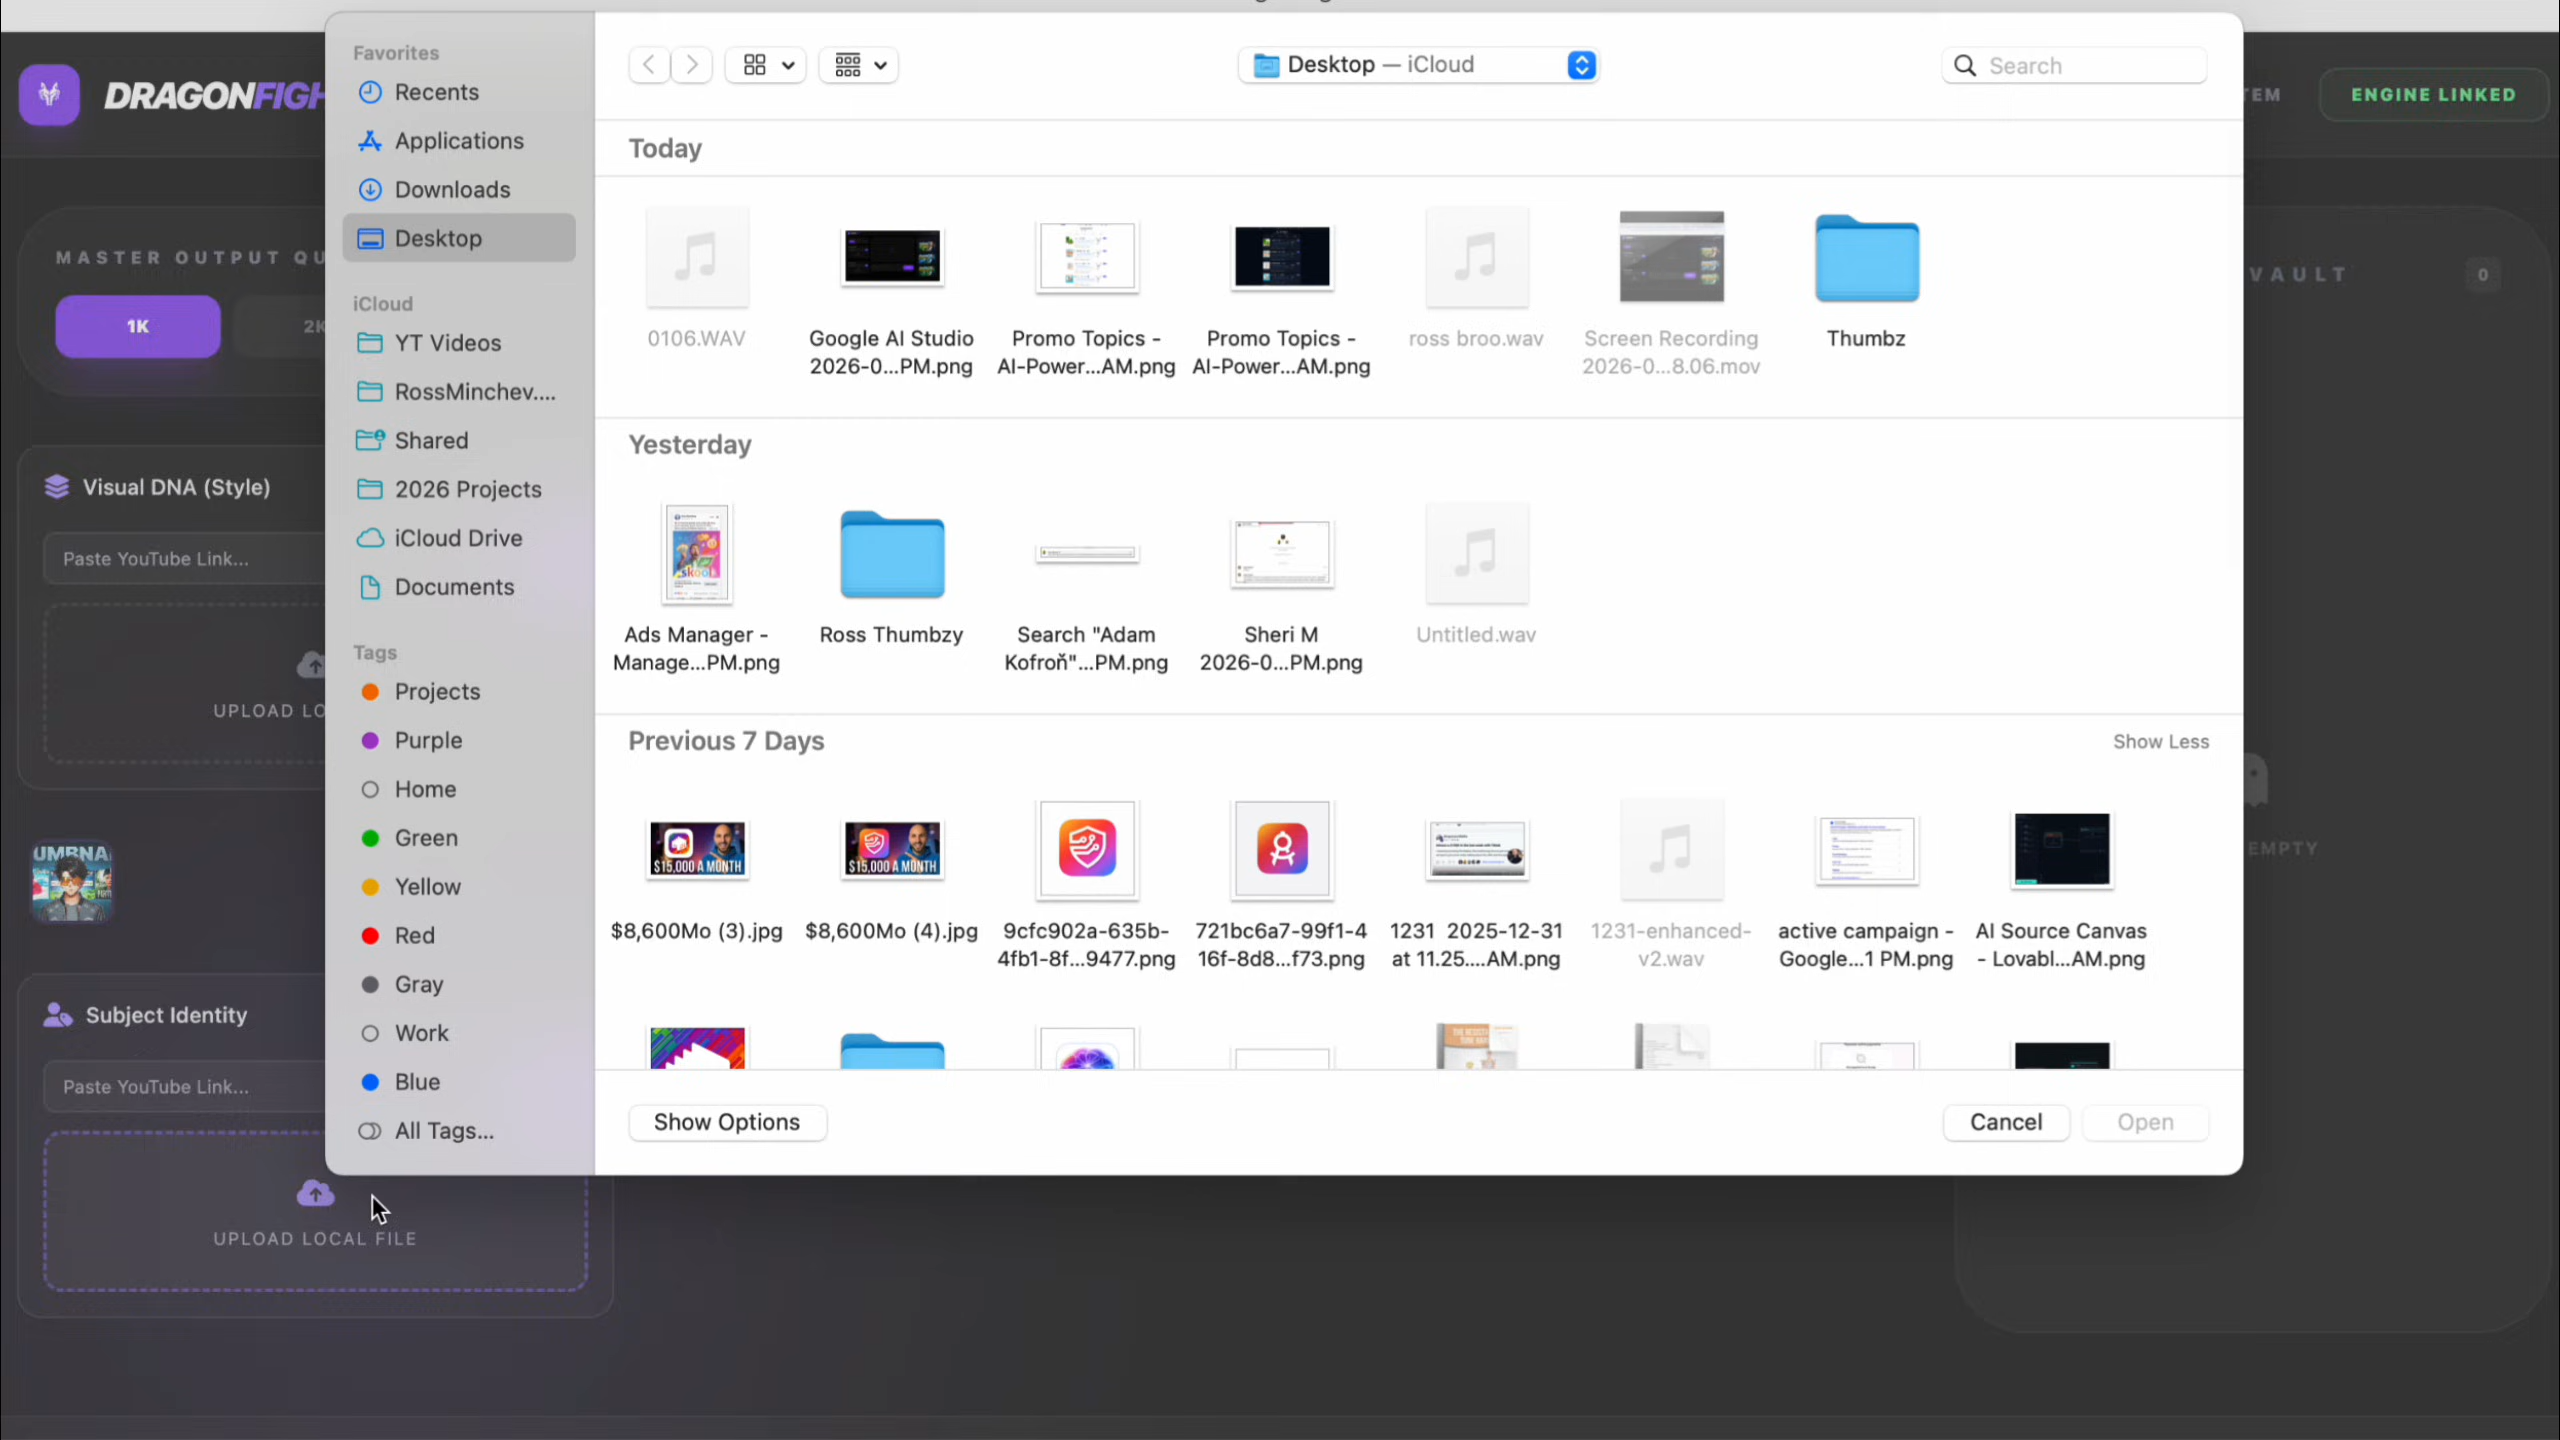 DRAGONFIGH
TEM
ENGINE LINKED
MASTER OUTPUT QU
1K
2K
Visual DNA (Style)
Paste YouTube Link...
UPLOAD LO
UMBNA
Subject Identity
Paste YouTube Link...
UPLOAD LOCAL FILE
VAULT
0
EMPTY
Favorites
Recents
Applications
Downloads
Desktop
iCloud
YT Videos
RossMinchev....
Shared
2026 Projects
iCloud Drive
Documents
Tags
Projects
Purple
Home
Green
Yellow
Red
Gray
Work
Blue
All Tags...
Desktop — iCloud
Search
Today
0106.WAV
Google AI Studio
2026-0...PM.png
Promo Topics -
AI-Power...AM.png
Promo Topics -
AI-Power...AM.png
ross broo.wav
Screen Recording
2026-0...8.06.mov
Thumbz
Yesterday
skool
Ads Manager -
Manage...PM.png
Ross Thumbzy
Search "Adam
Kofroň"...PM.png
Sheri M
2026-0...PM.png
Untitled.wav
Previous 7 Days
Show Less
$15,000 A MONTH
$8,600Mo (3).jpg
$15,000 A MONTH
$8,600Mo (4).jpg
9cfc902a-635b-
4fb1-8f...9477.png
721bc6a7-99f1-4
16f-8d8...f73.png
1231 2025-12-31
at 11.25....AM.png
1231-enhanced-
v2.wav
active campaign -
Google...1 PM.png
AI Source Canvas
- Lovabl...AM.png
Show Options
Cancel
Open